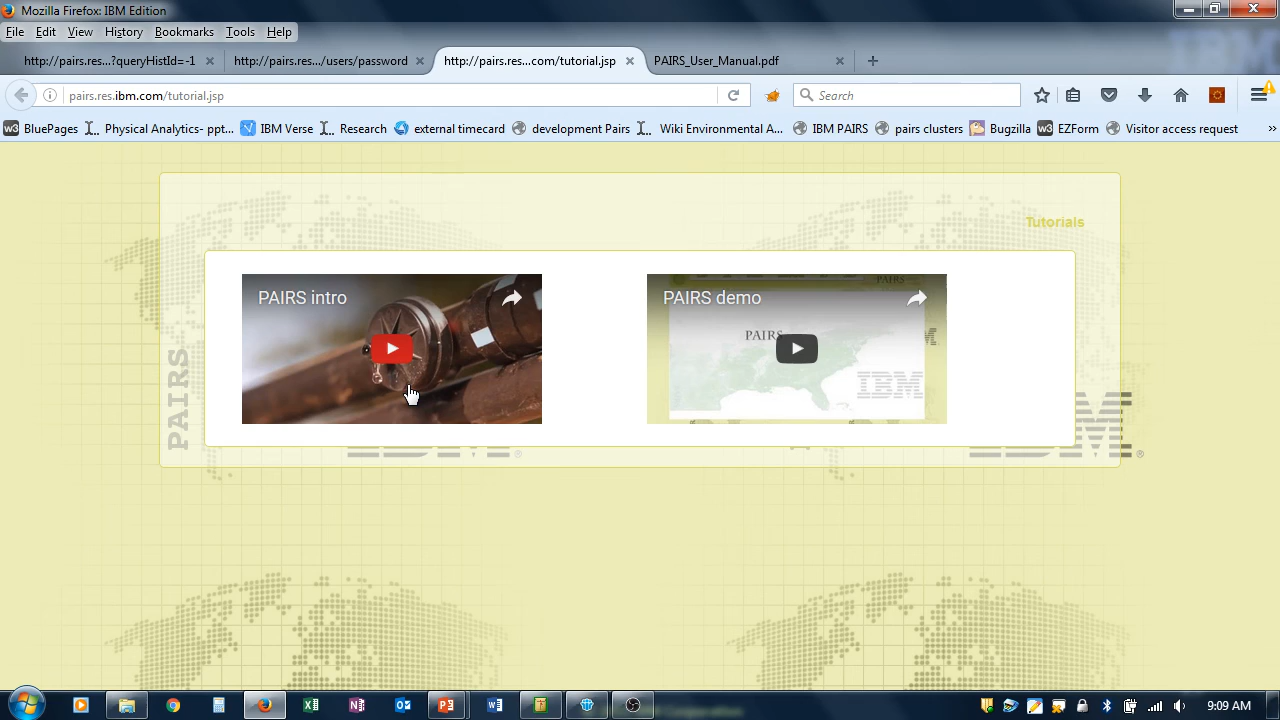 Mozilla Firefox: IBM Edition
File Edit View History Bookmarks Tools Help
http://pairs.res...?queryHistId=-1 http://pairs.res.../users/password http://pairs.res...com/tutorial.jsp PAIRS_User_Manual.pdf
pairs.res.ibm.com/tutorial.jsp Search
BluePages Physical Analytics- ppt... IBM Verse Research external timecard development Pairs Wiki Environmental A... IBM PAIRS pairs clusters Bugzilla EZForm Visitor access request
Tutorials
PAIRS intro PAIRS demo
PAIRS
PAIRS
IBM
PAIRS
IBM
9:09 AM